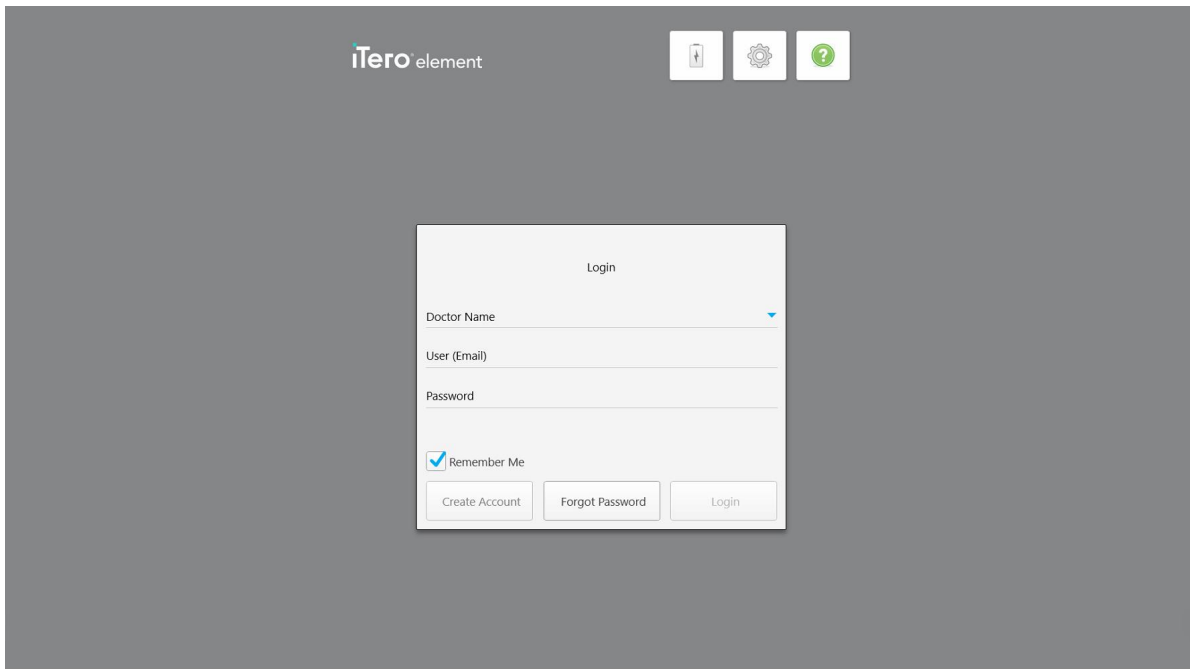 iTero element
?
Login
Doctor Name
User (Email)
Password
Remember Me
Create Account Forgot Password Login